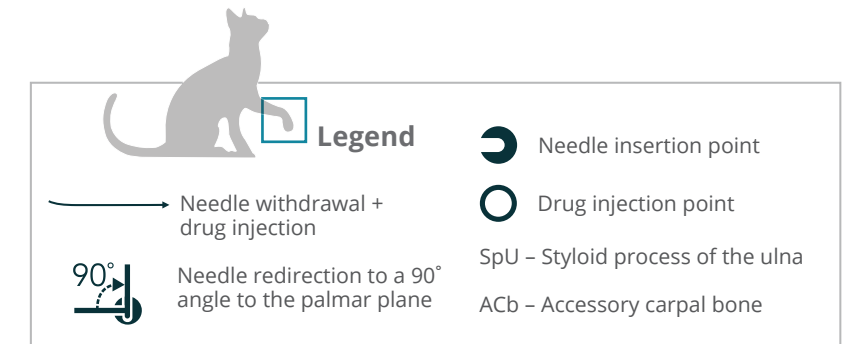 Legend
Needle withdrawal +
drug injection
90°
Needle redirection to a 90˚
angle to the palmar plane
Needle insertion point
Drug injection point
SpU – Styloid process of the ulna
ACb – Accessory carpal bone